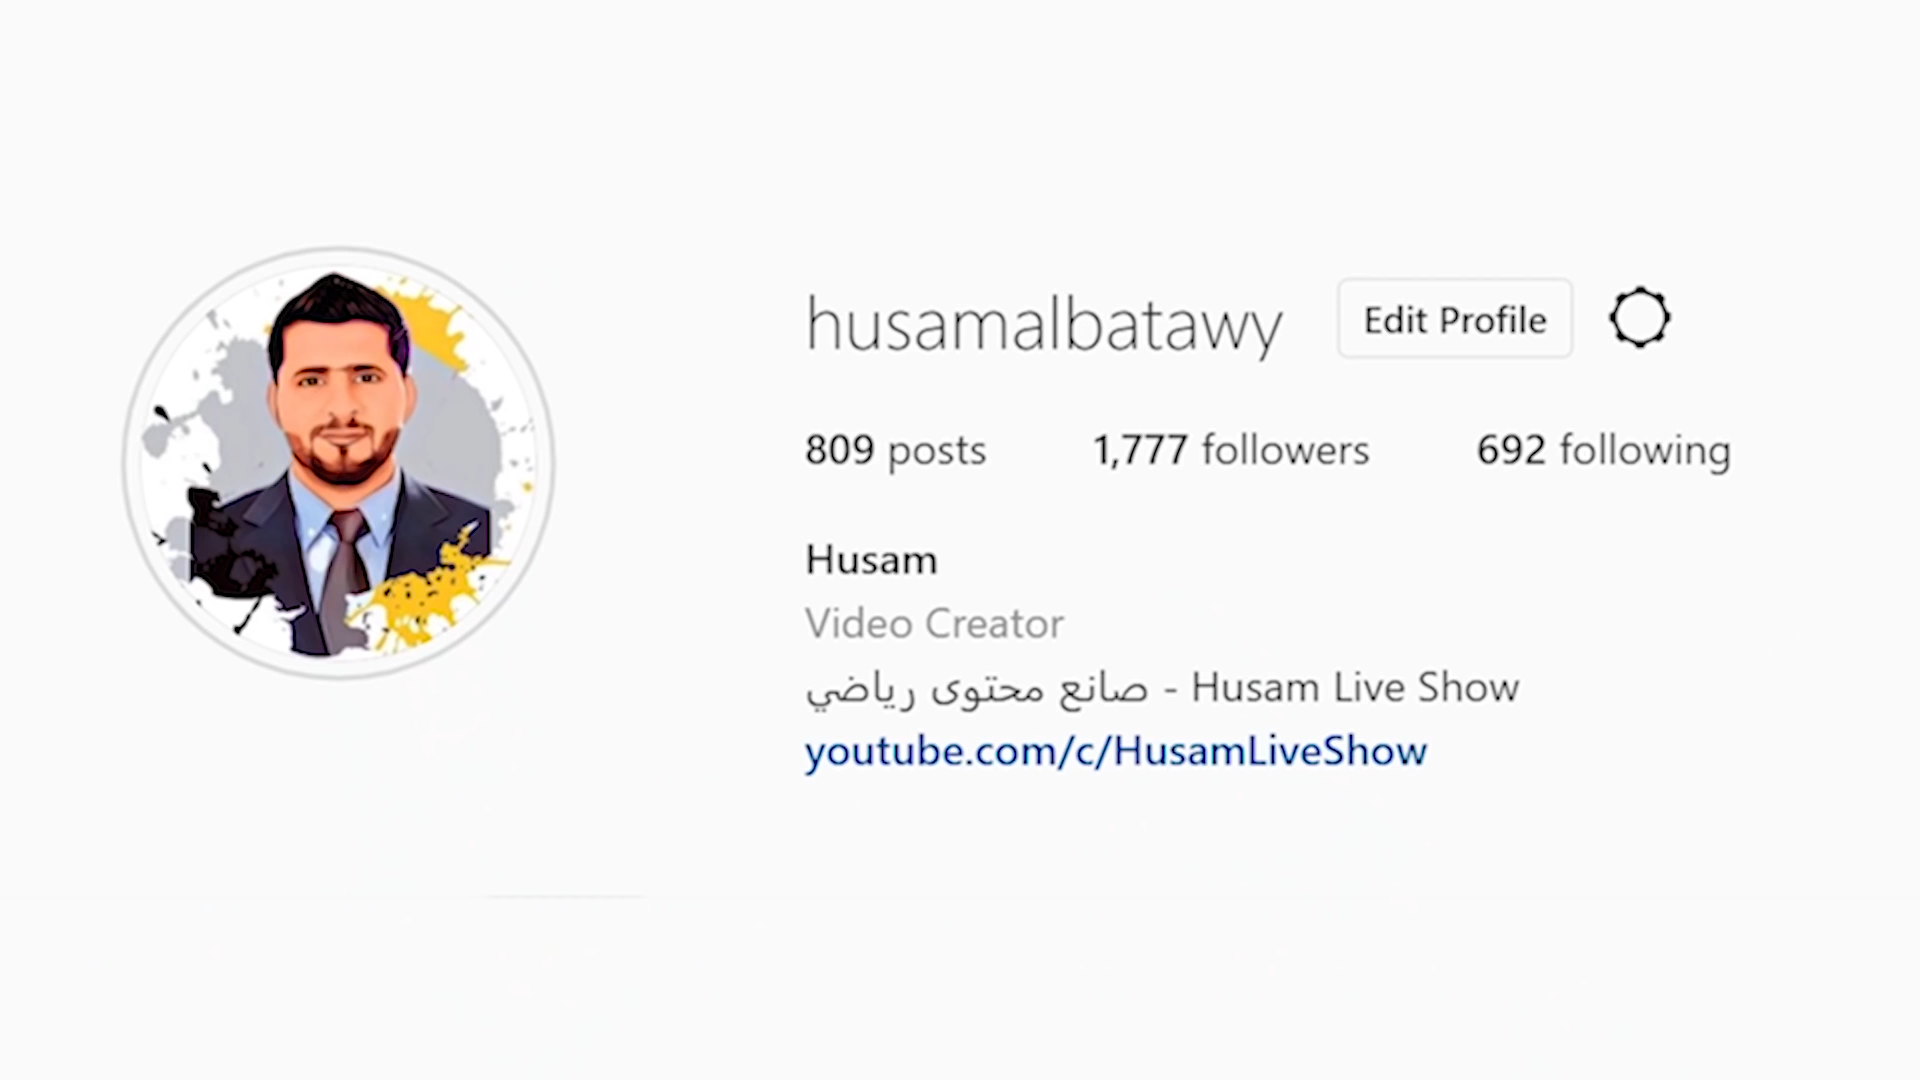 husamalbatawy Edit Profile
809 posts 1,777 followers 692 following
Husam
Video Creator
صانع محتوى رياضي - Husam Live Show
youtube.com/c/HusamLiveShow